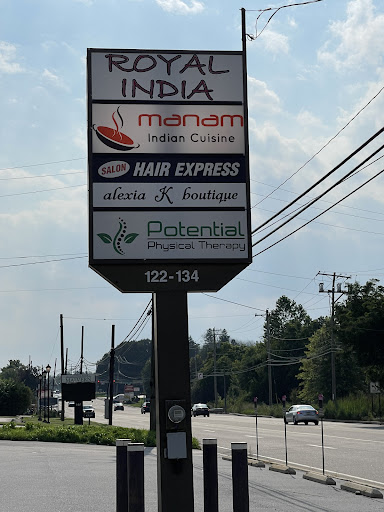 ROYAL
INDIA
manam
Indian Cuisine
SALON HAIR EXPRESS
alexia K boutique
Potential
Physical Therapy
122-134